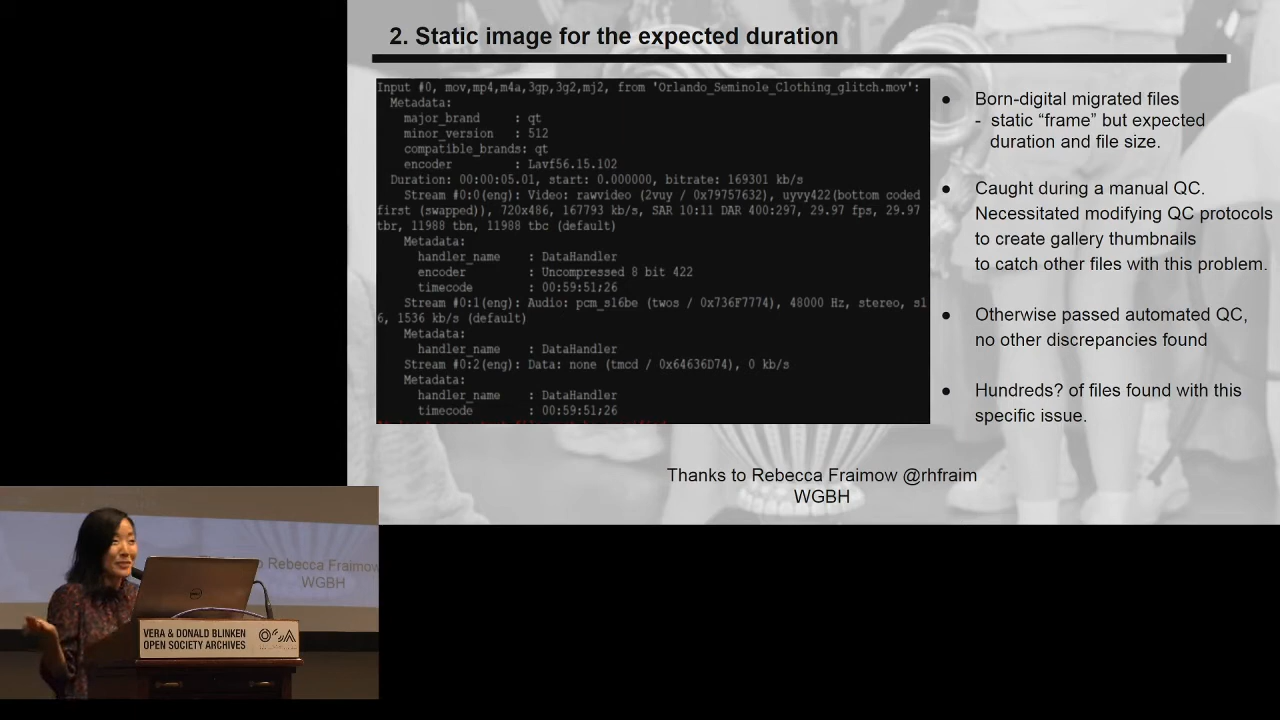 2. Static image for the expected duration
Input #0, mov,mp4,m4a,3gp,3g2,mj2, from 'Orlando_Seminole_Clothing_glitch.mov':
Metadata:
major_brand : qt
minor_version : 512
compatible_brands: qt
encoder : Lavf56.15.102
Duration: 00:00:05.01, start: 0.000000, bitrate: 169301 kb/s
Stream #0:0(eng): Video: rawvideo (2vuy / 0x79757632), uyvy422(bottom coded
first (swapped)), 720x486, 167793 kb/s, SAR 10:11 DAR 400:297, 29.97 fps, 29.97
tbr, 11988 tbn, 11988 tbc (default)
Metadata:
handler_name : DataHandler
encoder : Uncompressed 8 bit 422
timecode : 00:59:51;26
Stream #0:1(eng): Audio: pcm_s16be (twos / 0x736F7774), 48000 Hz, stereo, s1
6, 1536 kb/s (default)
Metadata:
handler_name : DataHandler
Stream #0:2(eng): Data: none (tmcd / 0x64636D74), 0 kb/s
Metadata:
handler_name : DataHandler
timecode : 00:59:51;26
● Born-digital migrated files
- static “frame” but expected
duration and file size.
● Caught during a manual QC.
Necessitated modifying QC protocols
to create gallery thumbnails
to catch other files with this problem.
● Otherwise passed automated QC,
no other discrepancies found
● Hundreds? of files found with this
specific issue.
Thanks to Rebecca Fraimow @rhfraim
WGBH
o Rebecca Fraimow
WGBH
DELL
VERA & DONALD BLINKEN
OPEN SOCIETY ARCHIVES